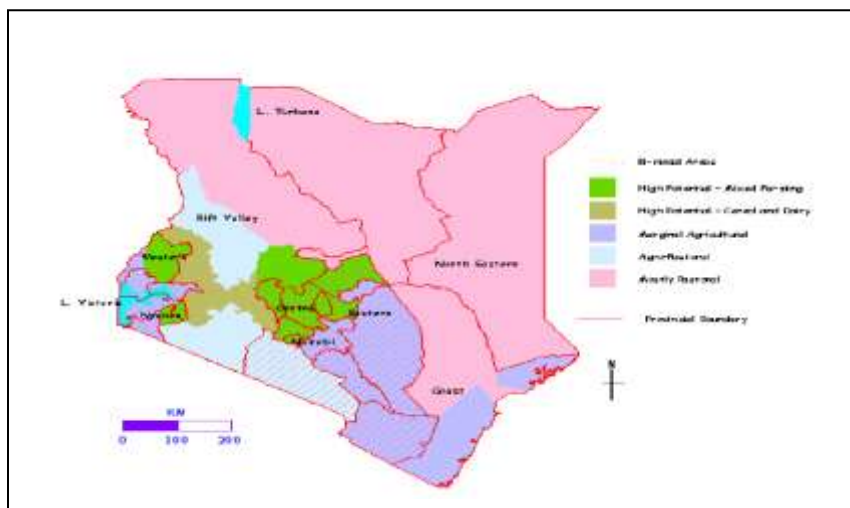 L. Turkana
Rift Valley
Western
North Eastern
L. Victoria
Nyanza
Central
Eastern
Nairobi
Coast
High Potential - Mixed Farming
High Potential - Cereal and Dairy
Marginal Agricultural
Agro-Pastoral
Mostly Pastoral
Provincial Boundary
N
KM
0 100 200